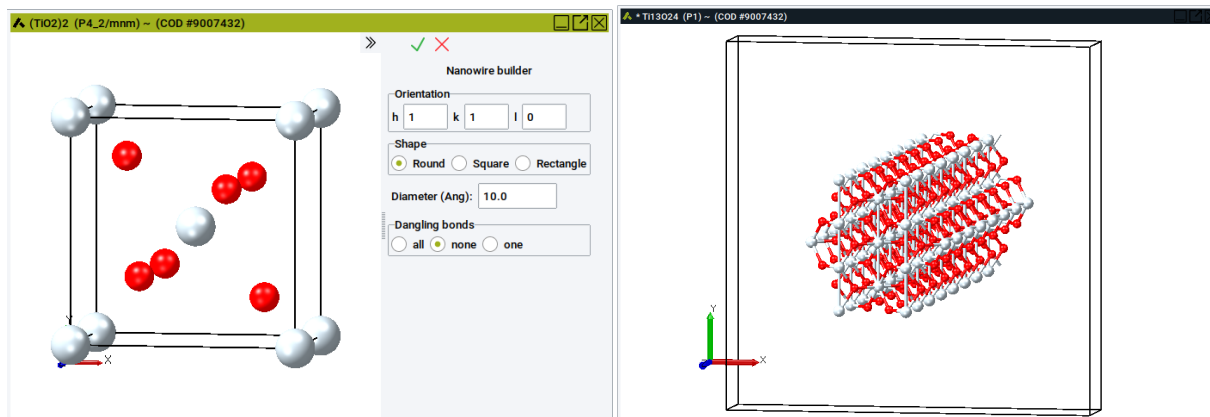 (TiO2)2 (P4_2/mnm) ~ (COD #9007432)
Nanowire builder
Orientation
h 1 k 1 l 0
Shape
Round Square Rectangle
Diameter (Ang): 10.0
Dangling bonds
all none one
Y
X
* Ti13O24 (P1) ~ (COD #9007432)
Y
X